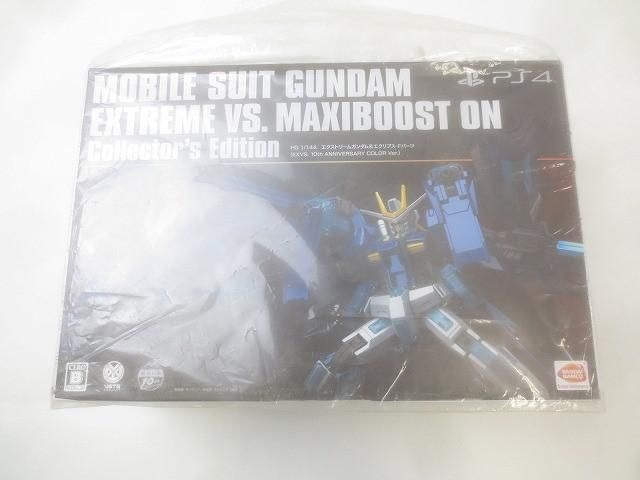 MOBILE SUIT GUNDAM
PS4
EXTREME VS. MAXIBOOST ON
Collector's Edition
HG 1/144 エクストリームガンダム&エクリプス-Fパーツ
[EXVS. 10th ANNIVERSARY COLOR Ver.]
CERO
B
10th
BANDAI
NAMCO